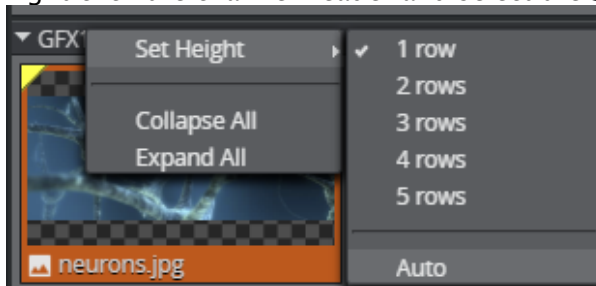 GFX1
Set Height
1 row
2 rows
3 rows
4 rows
5 rows
Collapse All
Expand All
Auto
neurons.jpg